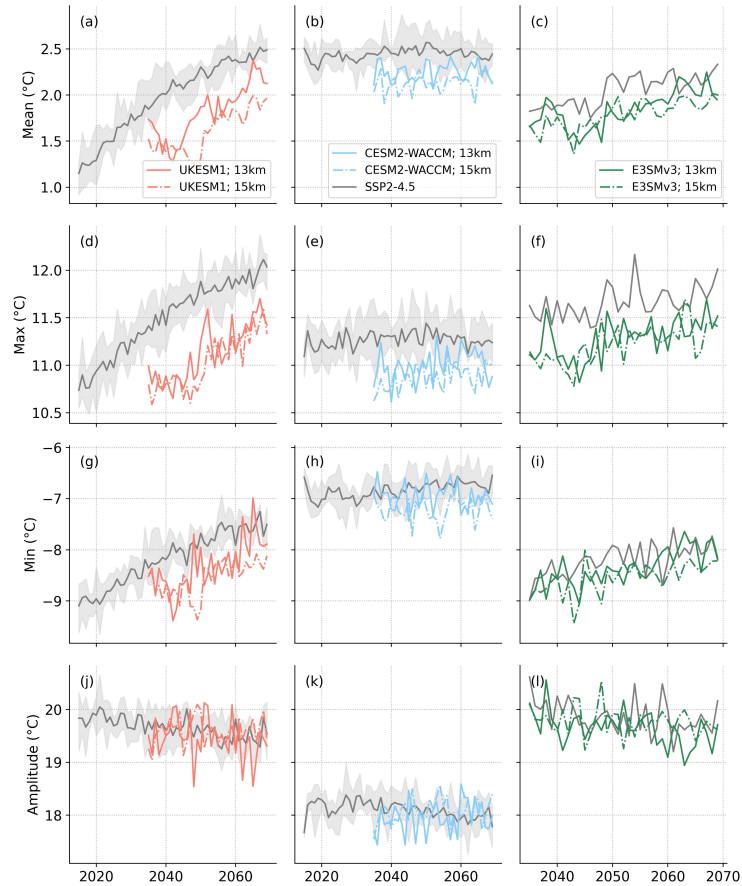 (a)
(b)
(c)
Mean (°C)
2.5
2.0
1.5
1.0
UKESM1; 13km
UKESM1; 15km
CESM2-WACCM; 13km
CESM2-WACCM; 15km
SSP2-4.5
E3SMv3; 13km
E3SMv3; 15km
(d)
(e)
(f)
Max (°C)
12.0
11.5
11.0
10.5
(g)
(h)
(i)
Min (°C)
−6
−7
−8
−9
(j)
(k)
(l)
Amplitude (°C)
20
19
18
2020 2040 2060
2020 2040 2060
2040 2050 2060 2070